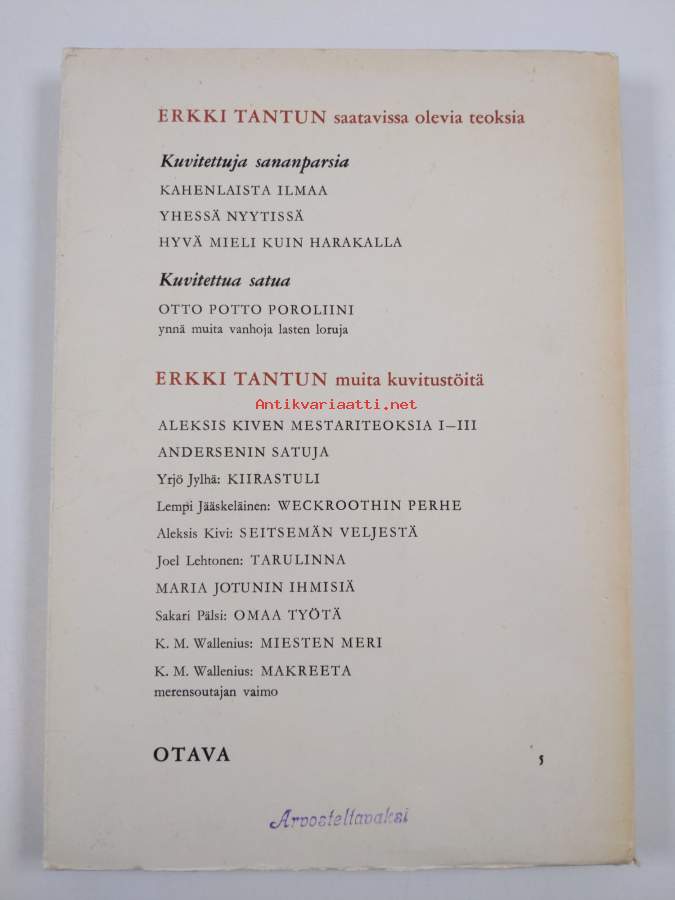 ERKKI TANTUN saatavissa olevia teoksia
Kuvitettuja sananparsia
KAHENLAISTA ILMAA
YHESSÄ NYYTISSÄ
HYVÄ MIELI KUIN HARAKALLA
Kuvitettua satua
OTTO POTTO POROLIINI
ynnä muita vanhoja lasten loruja
ERKKI TANTUN muita kuvitustöitä
Antikvariaatti.net
ALEKSIS KIVEN MESTARITEOKSIA I–III
ANDERSENIN SATUJA
Yrjö Jylhä: KIIRASTULI
Lempi Jääskeläinen: WECKROOTHIN PERHE
Aleksis Kivi: SEITSEMÄN VELJESTÄ
Joel Lehtonen: TARULINNA
MARIA JOTUNIN IHMISIÄ
Sakari Pälsi: OMAA TYÖTÄ
K. M. Wallenius: MIESTEN MERI
K. M. Wallenius: MAKREETA
merensoutajan vaimo
OTAVA 5
Arvosteltavaksi